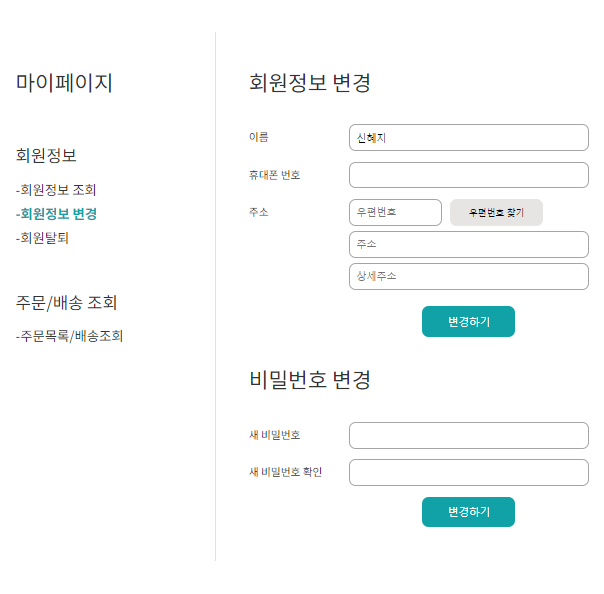 마이페이지
회원정보
-회원정보 조회
-회원정보 변경
-회원탈퇴
주문/배송 조회
-주문목록/배송조회
회원정보 변경
이름 신혜지
휴대폰 번호
주소 우편번호 우편번호 찾기
주소
상세주소
변경하기
비밀번호 변경
새 비밀번호
새 비밀번호 확인
변경하기